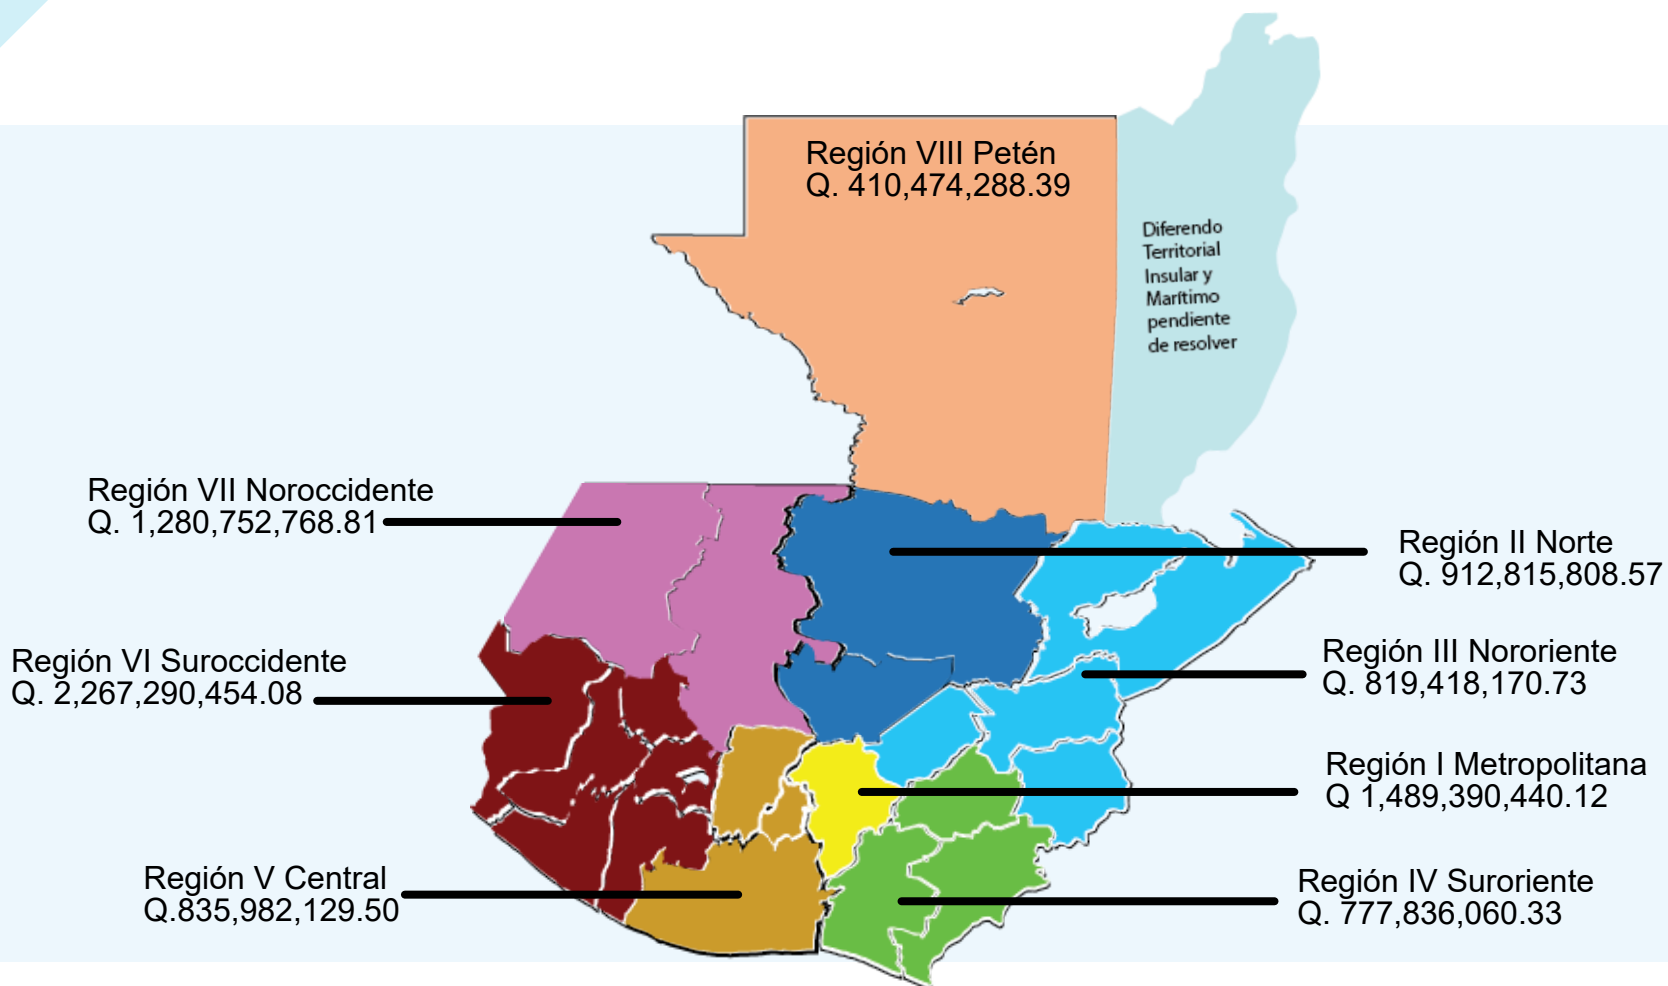 Región VIII Petén
Q. 410,474,288.39
Diferendo
Territorial
Insular y
Marítimo
pendiente
de resolver
Región VII Noroccidente
Q. 1,280,752,768.81
Región II Norte
Q. 912,815,808.57
Región VI Suroccidente
Q. 2,267,290,454.08
Región III Nororiente
Q. 819,418,170.73
Región I Metropolitana
Q 1,489,390,440.12
Región V Central
Q.835,982,129.50
Región IV Suroriente
Q. 777,836,060.33